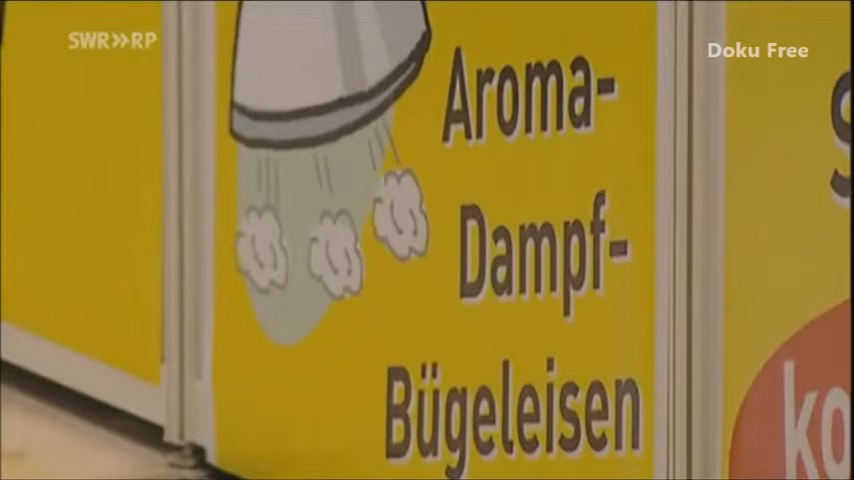 SWR»RP
Doku Free
Aroma-
Dampf-
Bügeleisen